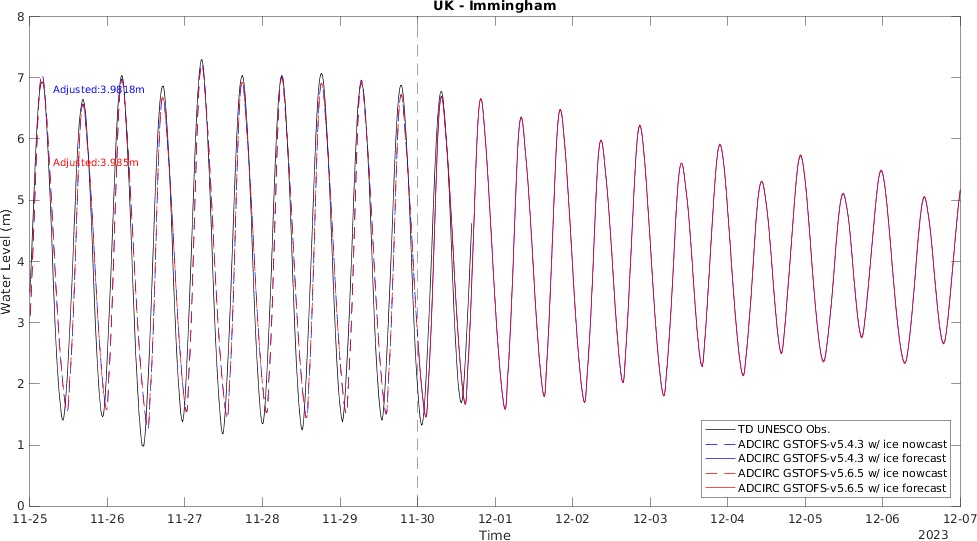 UK - Immingham
8
7
6
5
4
3
2
1
0
Water Level (m)
Adjusted:3.9818m
Adjusted:3.985m
TD UNESCO Obs.
ADCIRC GSTOFS-v5.4.3 w/ ice nowcast
ADCIRC GSTOFS-v5.4.3 w/ ice forecast
ADCIRC GSTOFS-v5.6.5 w/ ice nowcast
ADCIRC GSTOFS-v5.6.5 w/ ice forecast
11-25 11-26 11-27 11-28 11-29 11-30 12-01 12-02 12-03 12-04 12-05 12-06 12-07
Time
2023